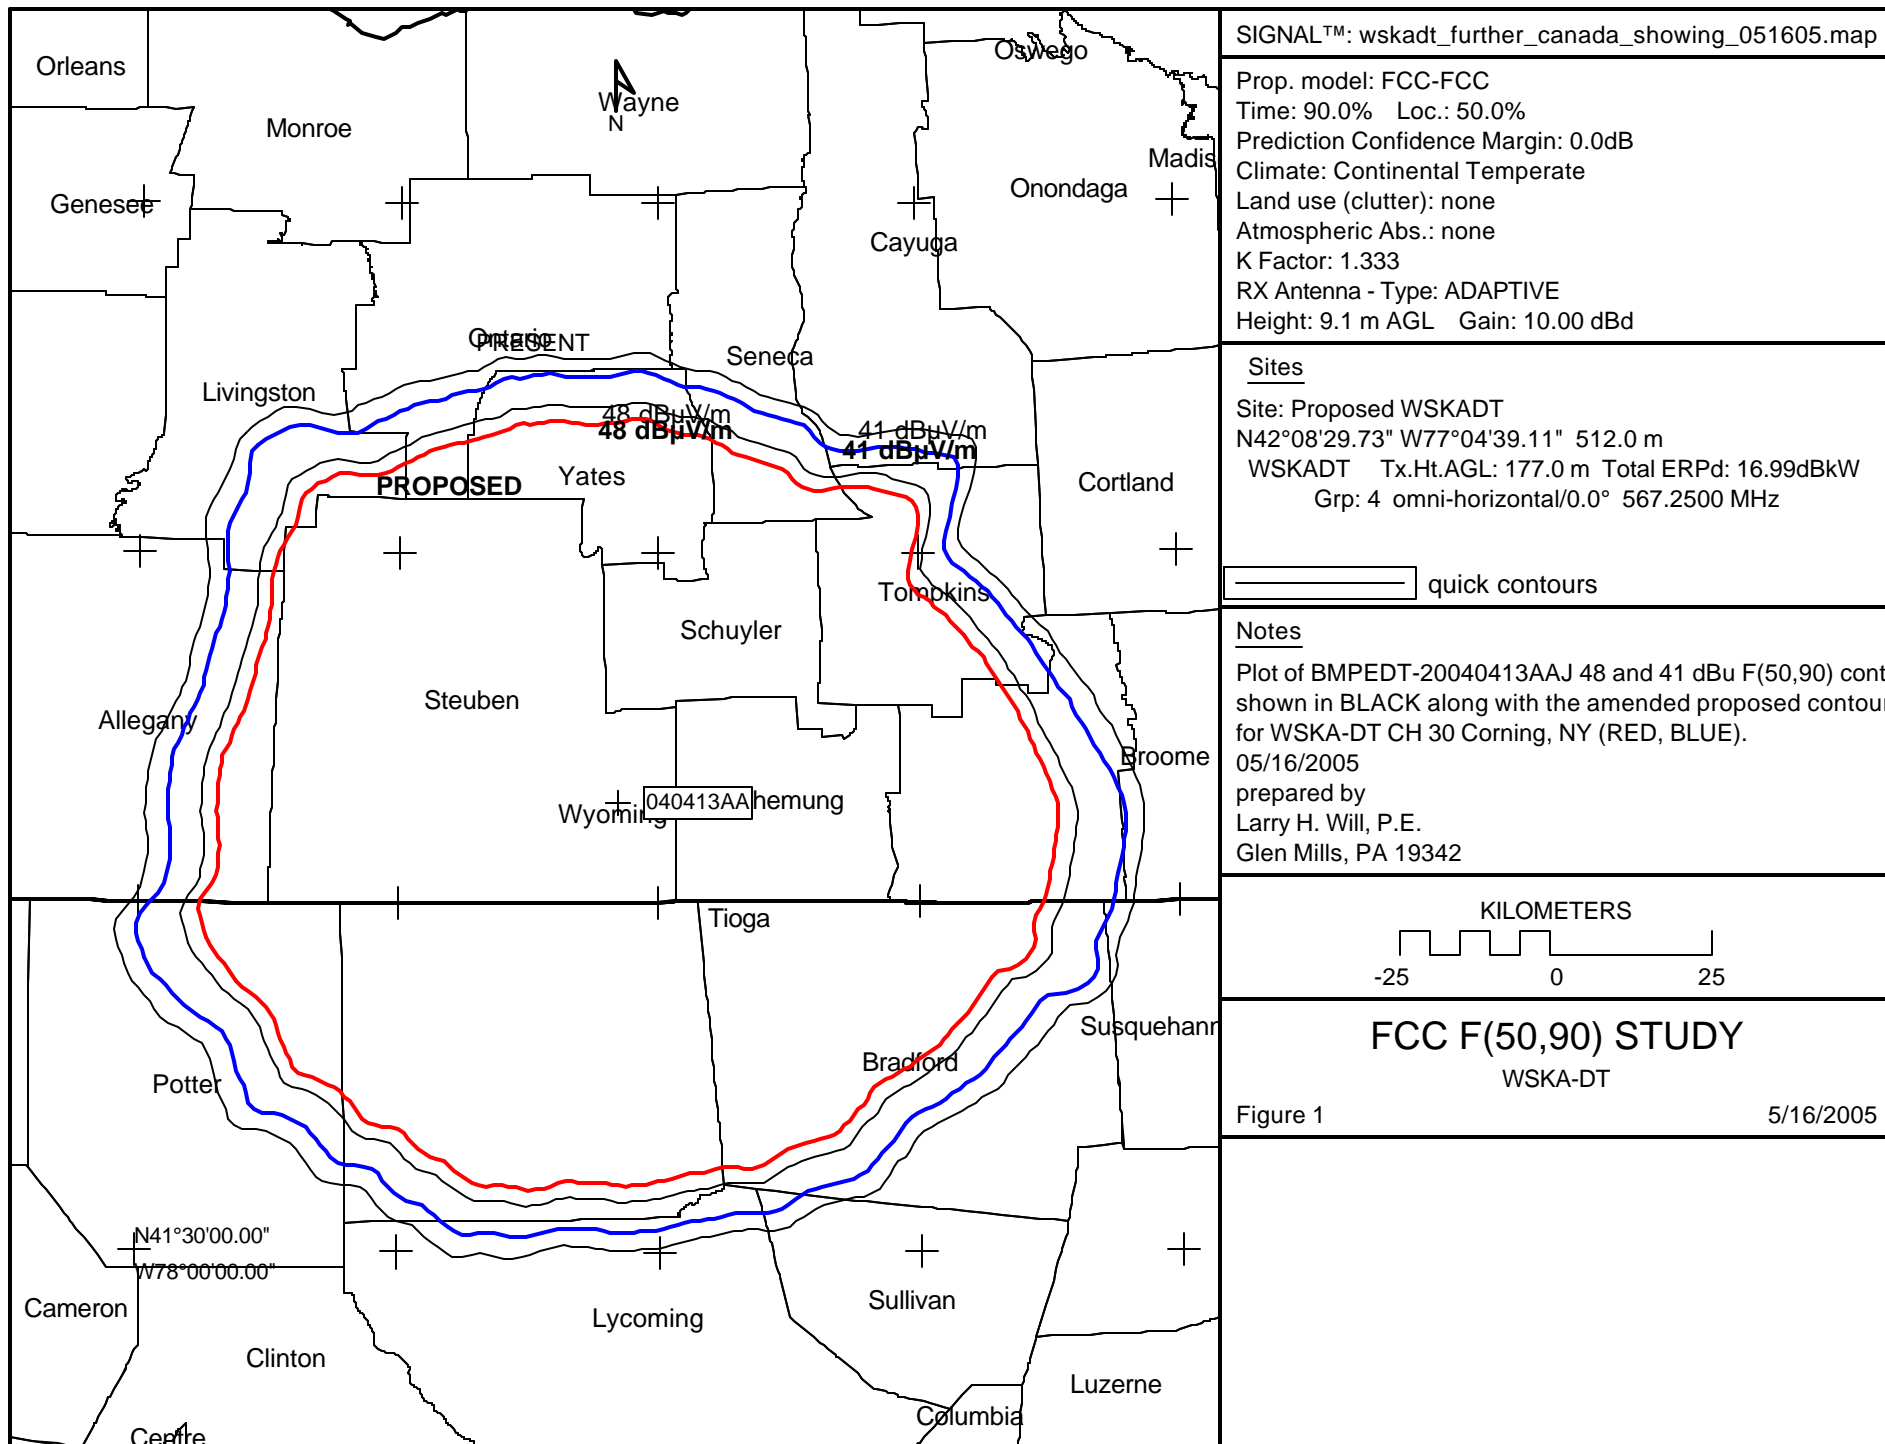 Orleans
Oswego
Wayne
N
Monroe
Madis
Onondaga
Genesee
Cayuga
Ontario
PRESENT
Seneca
Livingston
48 dBµV/m
48 dBµV/m
41 dBµV/m
41 dBµV/m
Yates
PROPOSED
Cortland
Tompkins
Schuyler
Steuben
Allegany
Broome
Wyoming
040413AA
hemung
Tioga
Susquehann
Bradford
Potter
N41°30'00.00"
W78°00'00.00"
Cameron
Sullivan
Lycoming
Clinton
Luzerne
Columbia
Centre
SIGNAL™: wskadt_further_canada_showing_051605.map
Prop. model: FCC-FCC
Time: 90.0% Loc.: 50.0%
Prediction Confidence Margin: 0.0dB
Climate: Continental Temperate
Land use (clutter): none
Atmospheric Abs.: none
K Factor: 1.333
RX Antenna - Type: ADAPTIVE
Height: 9.1 m AGL Gain: 10.00 dBd
Sites
Site: Proposed WSKADT
N42°08'29.73" W77°04'39.11" 512.0 m
WSKADT Tx.Ht.AGL: 177.0 m Total ERPd: 16.99dBkW
Grp: 4 omni-horizontal/0.0° 567.2500 MHz
quick contours
Notes
Plot of BMPEDT-20040413AAJ 48 and 41 dBu F(50,90) cont
shown in BLACK along with the amended proposed contour
for WSKA-DT CH 30 Corning, NY (RED, BLUE).
05/16/2005
prepared by
Larry H. Will, P.E.
Glen Mills, PA 19342
KILOMETERS
-25 0 25
FCC F(50,90) STUDY
WSKA-DT
Figure 1 5/16/2005